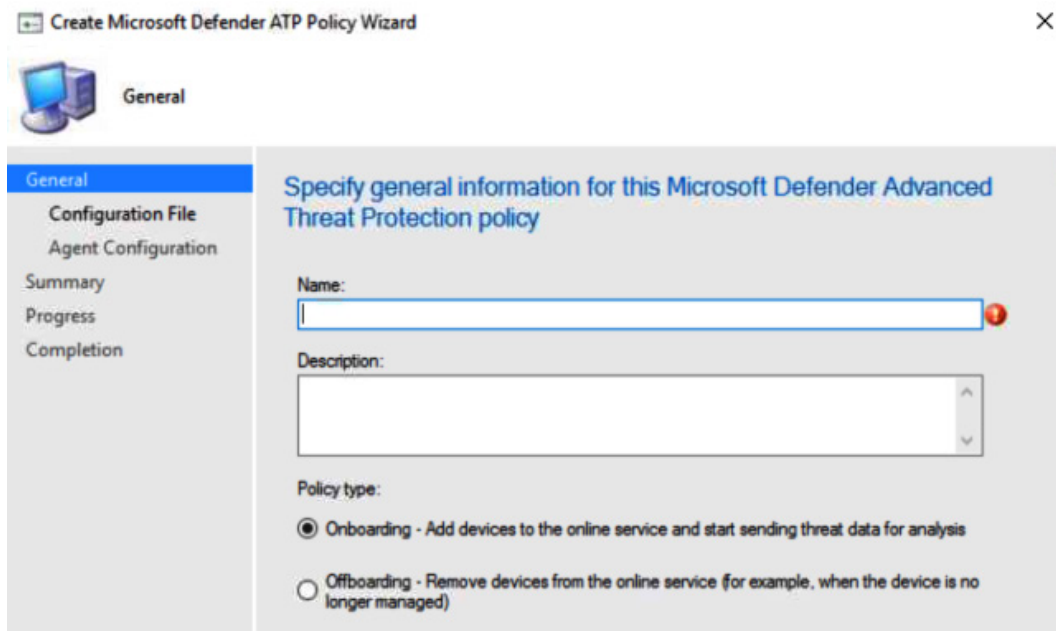 Create Microsoft Defender ATP Policy Wizard
General
General
Configuration File
Agent Configuration
Summary
Progress
Completion
Specify general information for this Microsoft Defender Advanced
Threat Protection policy
Name:
Description:
Policy type:
Onboarding - Add devices to the online service and start sending threat data for analysis
Offboarding - Remove devices from the online service (for example, when the device is no
longer managed)